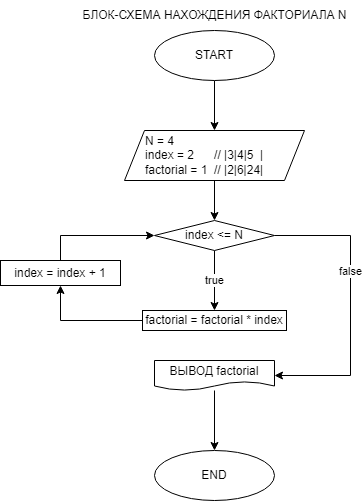 БЛОК-СХЕМА НАХОЖДЕНИЯ ФАКТОРИАЛА N
START
N = 4
index = 2 // |3|4|5 |
factorial = 1 // |2|6|24|
index <= N
index = index + 1
false
true
factorial = factorial * index
ВЫВОД factorial
END